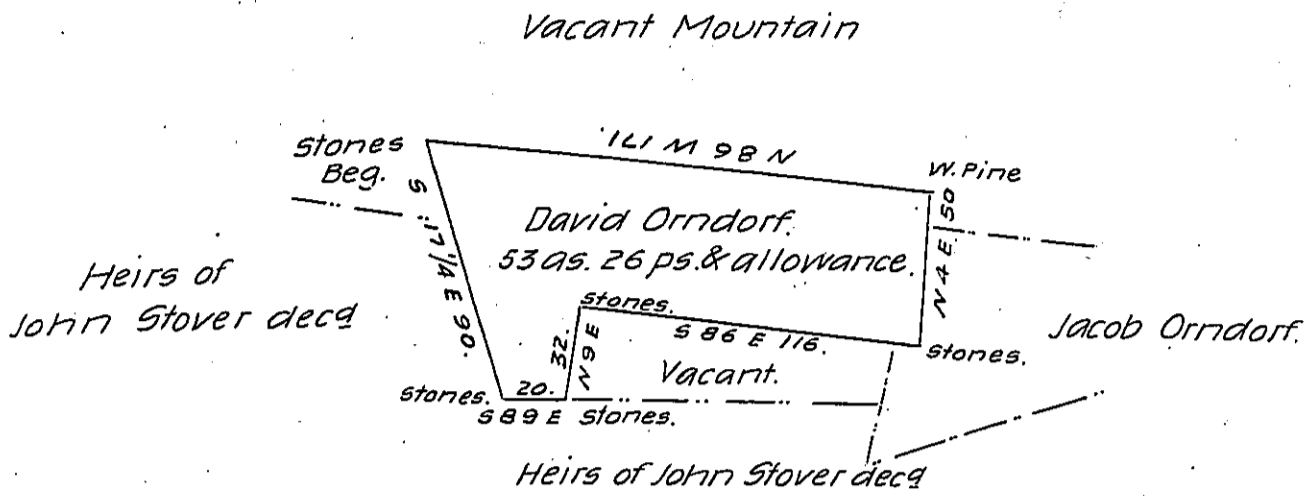 Vacant Mountain
Stones
Beg.
N 86 W 171.
W. Pine
S 17 1/4 E 90.
David Orndorf.
53 as. 26 ps. & allowance.
N 4 E 50
Heirs of
John Stover decd
Stones.
S 86 E 116.
Stones.
Jacob Orndorf.
N 9 E 32.
Vacant.
Stones.
20.
S 89 E
Stones.
Heirs of John Stover decd